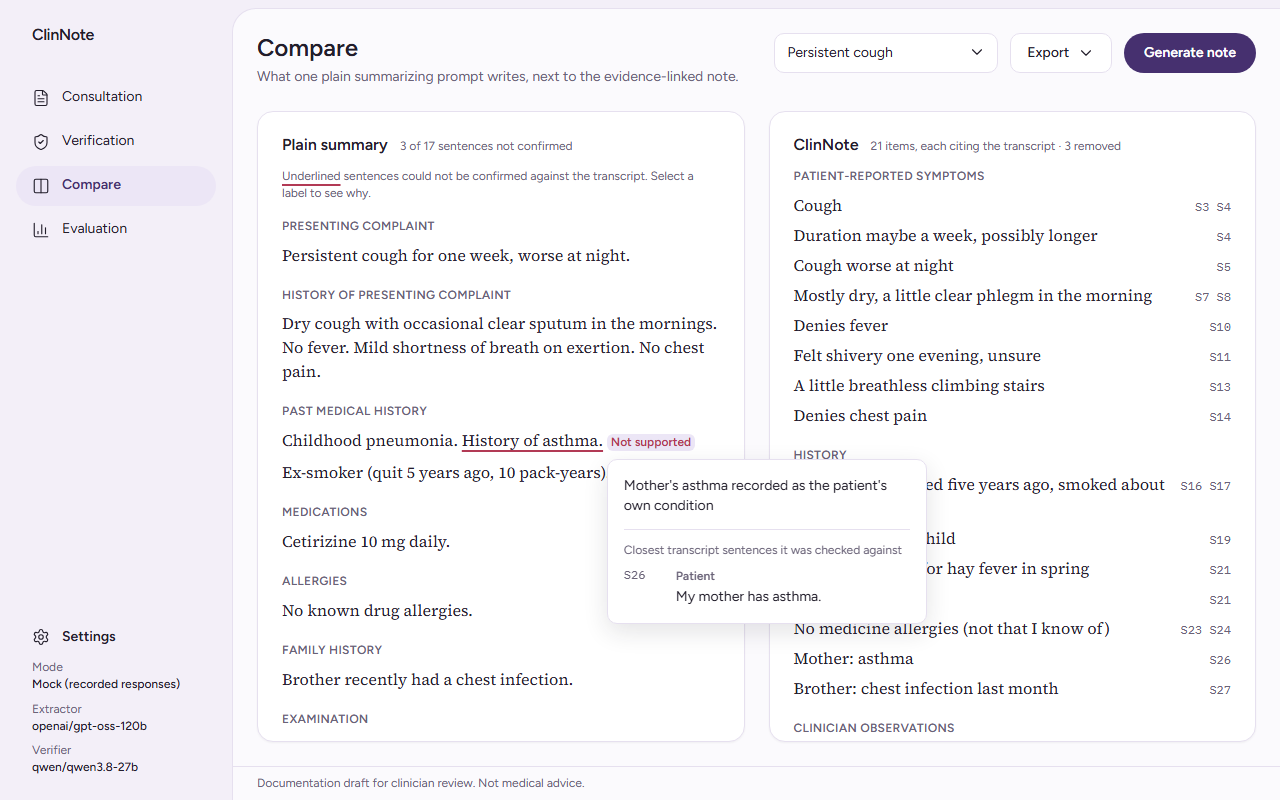 ClinNote
Consultation
Verification
Compare
Evaluation
Settings
Mode
Mock (recorded responses)
Extractor
openai/gpt-oss-120b
Verifier
qwen/qwen3.8-27b
Compare
What one plain summarizing prompt writes, next to the evidence-linked note.
Persistent cough
Export
Generate note
Plain summary 3 of 17 sentences not confirmed
Underlined sentences could not be confirmed against the transcript. Select a
label to see why.
PRESENTING COMPLAINT
Persistent cough for one week, worse at night.
HISTORY OF PRESENTING COMPLAINT
Dry cough with occasional clear sputum in the mornings.
No fever. Mild shortness of breath on exertion. No chest
pain.
PAST MEDICAL HISTORY
Childhood pneumonia. History of asthma. Not supported
Ex-smoker (quit 5 years ago, 10 pack-years)
MEDICATIONS
Cetirizine 10 mg daily.
ALLERGIES
No known drug allergies.
FAMILY HISTORY
Brother recently had a chest infection.
EXAMINATION
Mother's asthma recorded as the patient's
own condition
Closest transcript sentences it was checked against
S26 Patient
My mother has asthma.
ClinNote 21 items, each citing the transcript · 3 removed
PATIENT-REPORTED SYMPTOMS
Cough S3 S4
Duration maybe a week, possibly longer S4
Cough worse at night S5
Mostly dry, a little clear phlegm in the morning S7 S8
Denies fever S10
Felt shivery one evening, unsure S11
A little breathless climbing stairs S13
Denies chest pain S14
HISTORY
five years ago, smoked about S16 S17
S19
for hay fever in spring S21
S21
No medicine allergies (not that I know of) S23 S24
Mother: asthma S26
Brother: chest infection last month S27
CLINICIAN OBSERVATIONS
Documentation draft for clinician review. Not medical advice.